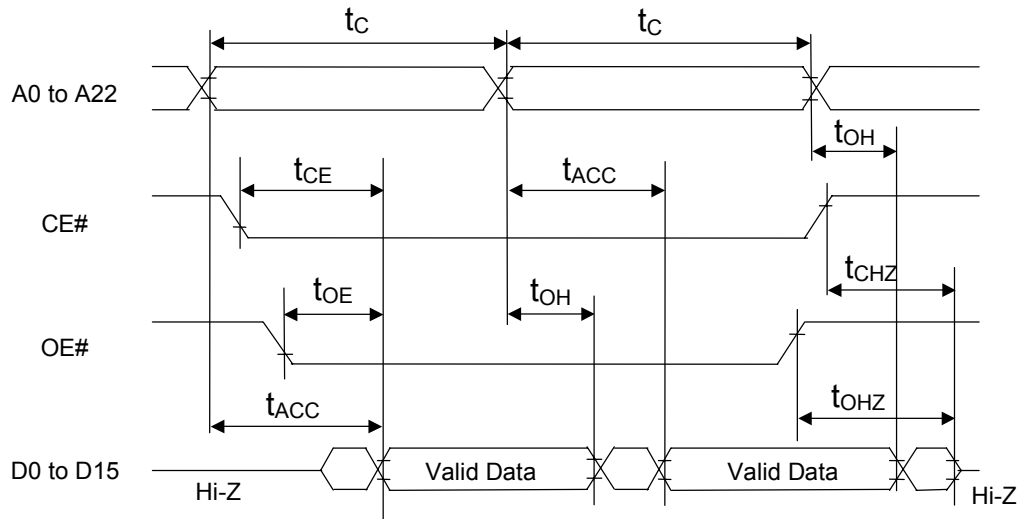 tC tC
A0 to A22
tOH
tCE tACC
CE#
tCHZ
tOE tOH
OE#
tACC tOHZ
D0 to D15 Valid Data Valid Data
Hi-Z Hi-Z